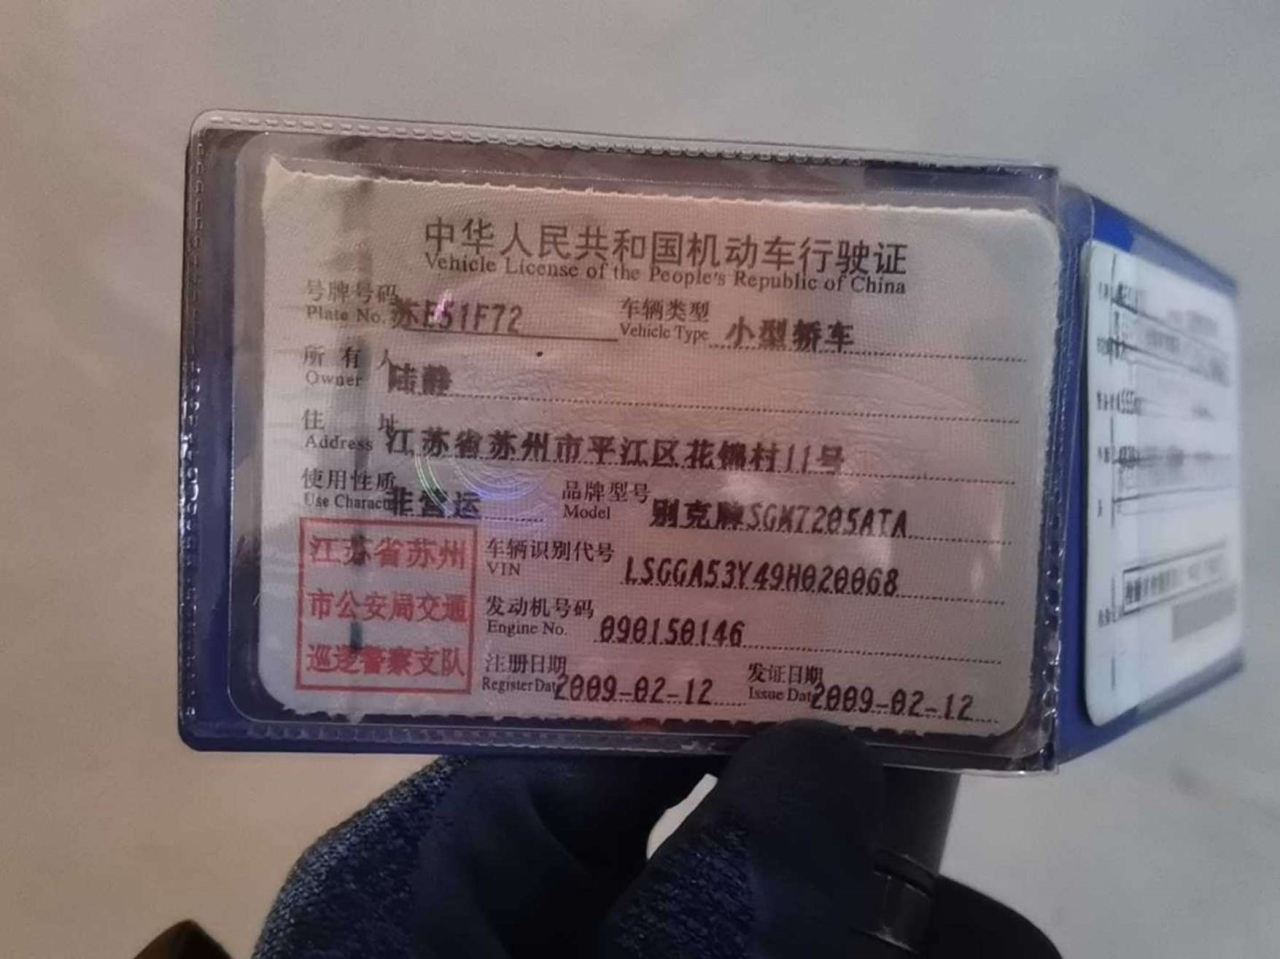 中华人民共和国机动车行驶证
Vehicle License of the People's Republic of China
号牌号码 苏E51F72 车辆类型 小型轿车
Plate No. Vehicle Type
所有人 陆静
Owner
住址 江苏省苏州市平江区花锦村11号
Address
使用性质 非营运 品牌型号 别克牌SGM7205ATA
Use Charac Model
江苏省苏州
市公安局交通
巡逻警察支队
车辆识别代号 LSGGA53Y49H020068
VIN
发动机号码 090150146
Engine No.
注册日期 2009-02-12 发证日期 2009-02-12
Register Dat Issue Dat